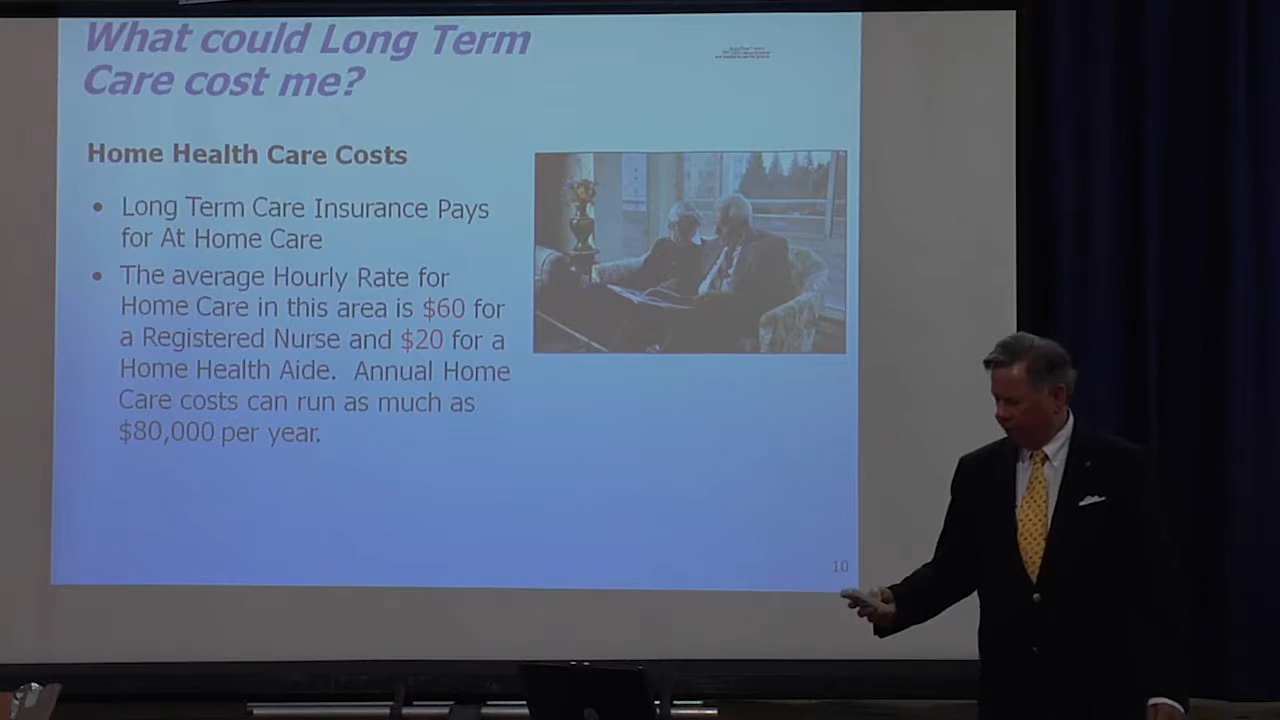 What could Long Term
Care cost me?
Home Health Care Costs
• Long Term Care Insurance Pays
for At Home Care
• The average Hourly Rate for
Home Care in this area is $60 for
a Registered Nurse and $20 for a
Home Health Aide. Annual Home
Care costs can run as much as
$80,000 per year.
10